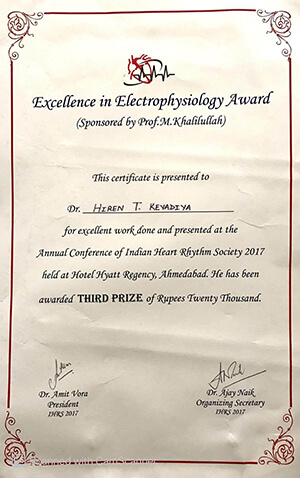 Excellence in Electrophysiology Award
(Sponsored by Prof.M.Khalilullah)
This certificate is presented to
Dr. HIREN T. KEVADIYA
for excellent work done and presented at the
Annual Conference of Indian Heart Rhythm Society 2017
held at Hotel Hyatt Regency, Ahmedabad. He has been
awarded THIRD PRIZE of Rupees Twenty Thousand.
Dr. Amit Vora
President
IHRS 2017
Dr. Ajay Naik
Organizing Secretary
IHRS 2017
Scanned with CamScanner